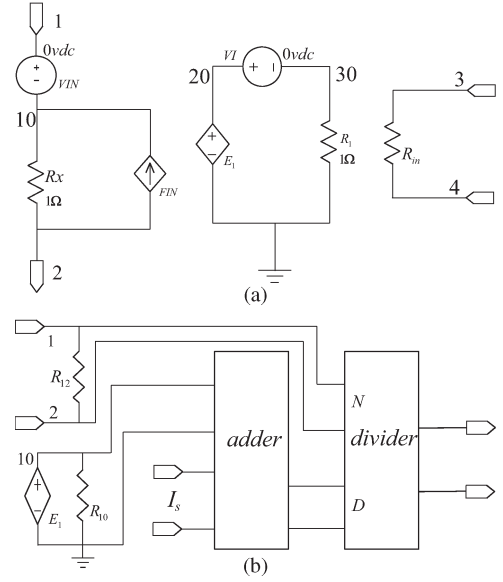 1
0vdc
VIN
10
Rx
1Ω
FIN
2
VI
0vdc
20
30
E1
R1
1Ω
3
Rin
4
(a)
1
R12
2
10
E1
R10
adder
Is
N
divider
D
(b)